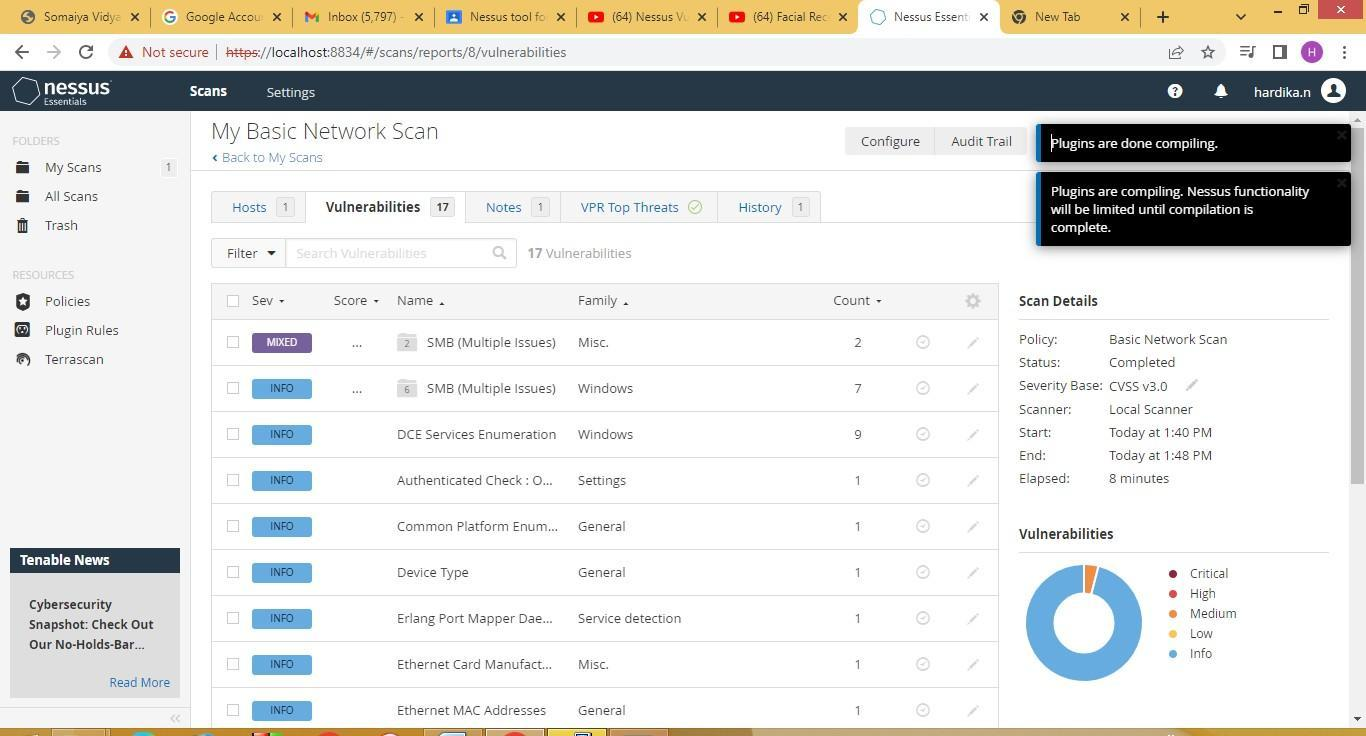 Somaiya Vidya
Google Accou
Inbox (5,797) -
Nessus tool fo
(64) Nessus Vu
(64) Facial Rec
Nessus Essent
New Tab
Not secure
https://localhost:8834/#/scans/reports/8/vulnerabilities
H
nessus
Essentials
Scans
Settings
hardika.n
FOLDERS
My Scans 1
All Scans
Trash
RESOURCES
Policies
Plugin Rules
Terrascan
Tenable News
Cybersecurity
Snapshot: Check Out
Our No-Holds-Bar...
Read More
My Basic Network Scan
Back to My Scans
Configure
Audit Trail
Plugins are done compiling.
Plugins are compiling. Nessus functionality
will be limited until compilation is
complete.
Hosts 1
Vulnerabilities 17
Notes 1
VPR Top Threats
History 1
Filter
Search Vulnerabilities
17 Vulnerabilities
Sev Score Name Family Count
MIXED ... 2 SMB (Multiple Issues) Misc. 2
INFO ... 6 SMB (Multiple Issues) Windows 7
INFO DCE Services Enumeration Windows 9
INFO Authenticated Check : O... Settings 1
INFO Common Platform Enum... General 1
INFO Device Type General 1
INFO Erlang Port Mapper Dae... Service detection 1
INFO Ethernet Card Manufact... Misc. 1
INFO Ethernet MAC Addresses General 1
Scan Details
Policy: Basic Network Scan
Status: Completed
Severity Base: CVSS v3.0
Scanner: Local Scanner
Start: Today at 1:40 PM
End: Today at 1:48 PM
Elapsed: 8 minutes
Vulnerabilities
Critical
High
Medium
Low
Info